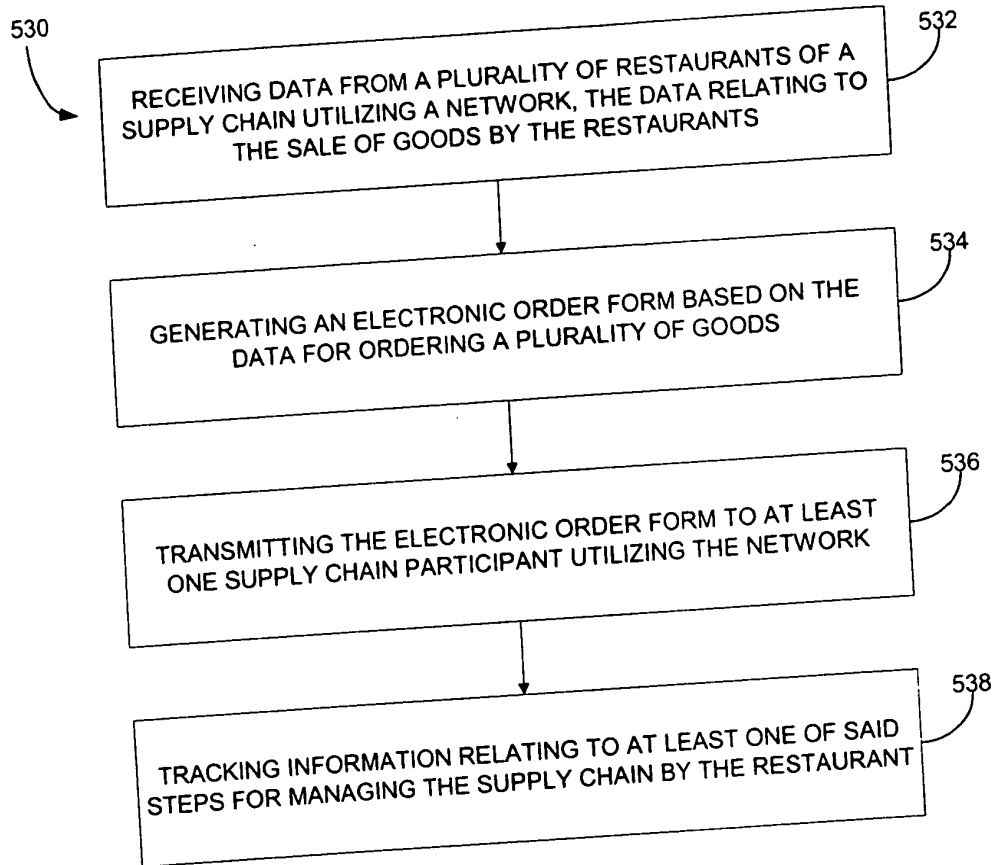 530
532
RECEIVING DATA FROM A PLURALITY OF RESTAURANTS OF A
SUPPLY CHAIN UTILIZING A NETWORK, THE DATA RELATING TO
THE SALE OF GOODS BY THE RESTAURANTS
534
GENERATING AN ELECTRONIC ORDER FORM BASED ON THE
DATA FOR ORDERING A PLURALITY OF GOODS
536
TRANSMITTING THE ELECTRONIC ORDER FORM TO AT LEAST
ONE SUPPLY CHAIN PARTICIPANT UTILIZING THE NETWORK
538
TRACKING INFORMATION RELATING TO AT LEAST ONE OF SAID
STEPS FOR MANAGING THE SUPPLY CHAIN BY THE RESTAURANT